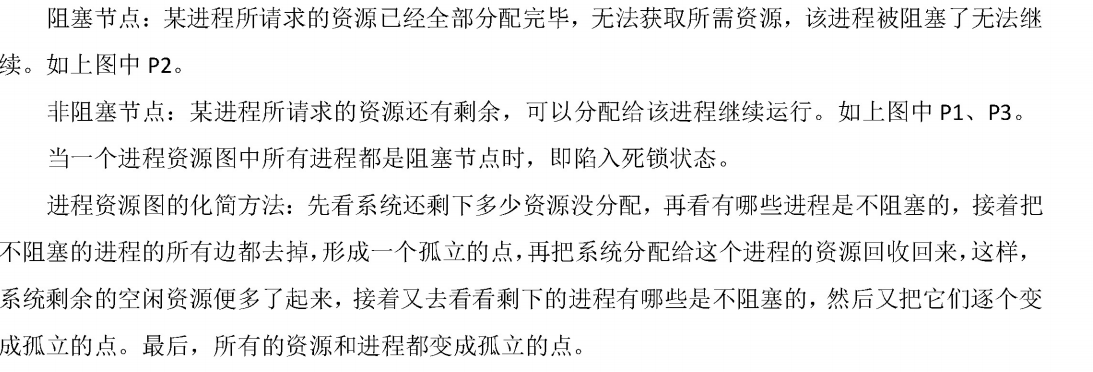 阻塞节点：某进程所请求的资源已经全部分配完毕，无法获取所需资源，该进程被阻塞了无法继
续。如上图中 P2。
非阻塞节点：某进程所请求的资源还有剩余，可以分配给该进程继续运行。如上图中 P1、P3。
当一个进程资源图中所有进程都是阻塞节点时，即陷入死锁状态。
进程资源图的化简方法：先看系统还剩下多少资源没分配，再看有哪些进程是不阻塞的，接着把
不阻塞的进程的所有边都去掉，形成一个孤立的点，再把系统分配给这个进程的资源回收回来，这样，
系统剩余的空闲资源便多了起来，接着又去看看剩下的进程有哪些是不阻塞的，然后又把它们逐个变
成孤立的点。最后，所有的资源和进程都变成孤立的点。